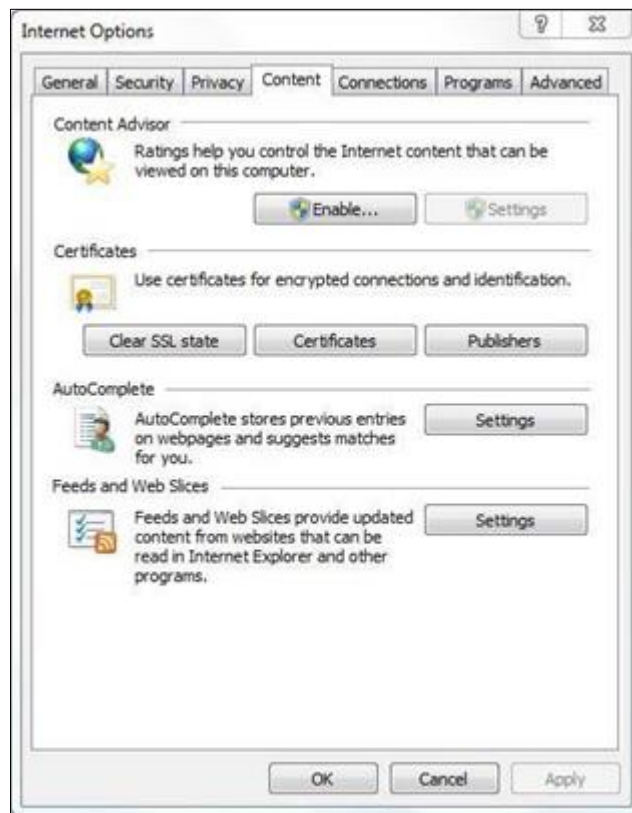 Internet Options
General Security Privacy Content Connections Programs Advanced
Content Advisor
Ratings help you control the Internet content that can be
viewed on this computer.
Enable... Settings
Certificates
Use certificates for encrypted connections and identification.
Clear SSL state Certificates Publishers
AutoComplete
AutoComplete stores previous entries
on webpages and suggests matches
for you.
Settings
Feeds and Web Slices
Feeds and Web Slices provide updated
content from websites that can be
read in Internet Explorer and other
programs.
Settings
OK Cancel Apply